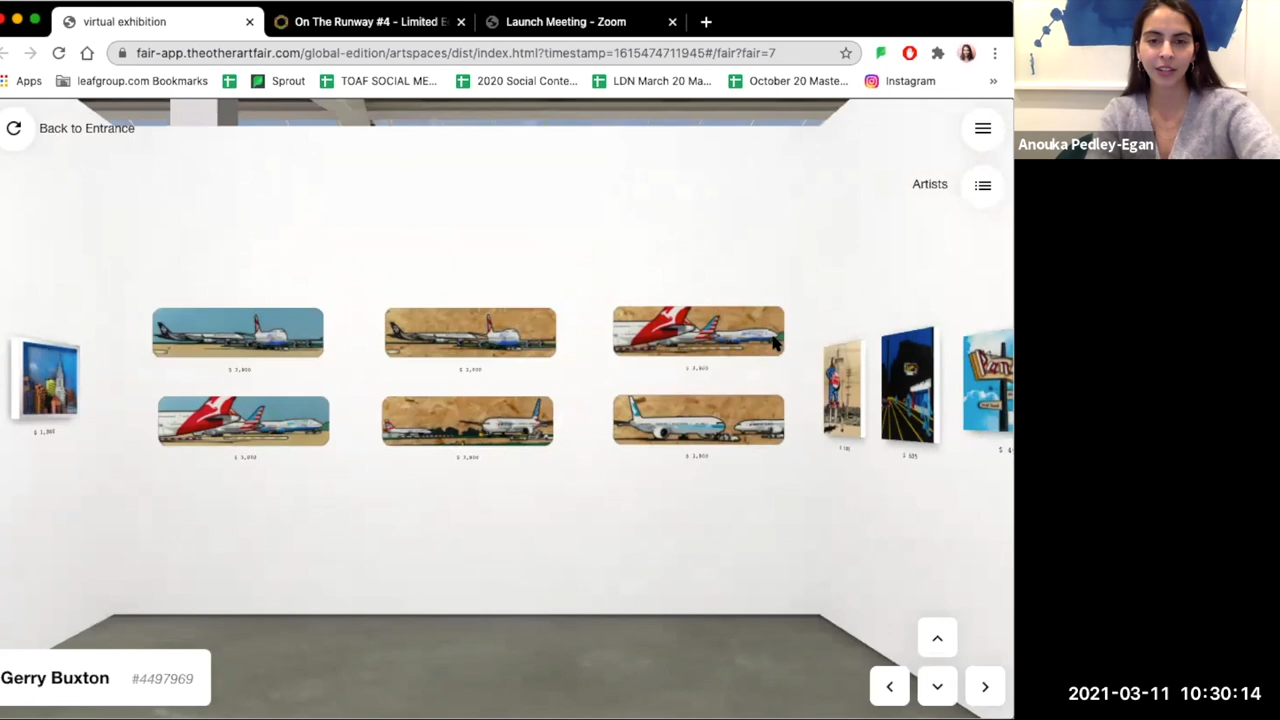 virtual exhibition
On The Runway #4 - Limited E
Launch Meeting - Zoom
fair-app.theotherartfair.com/global-edition/artspaces/dist/index.html?timestamp=1615474711945#/fair?fair=7
Apps
leafgroup.com Bookmarks
Sprout
TOAF SOCIAL ME...
2020 Social Conte...
LDN March 20 Ma...
October 20 Maste...
Instagram
»
Back to Entrance
Artists
Anouka Pedley-Egan
Gerry Buxton #4497969
2021-03-11 10:30:14